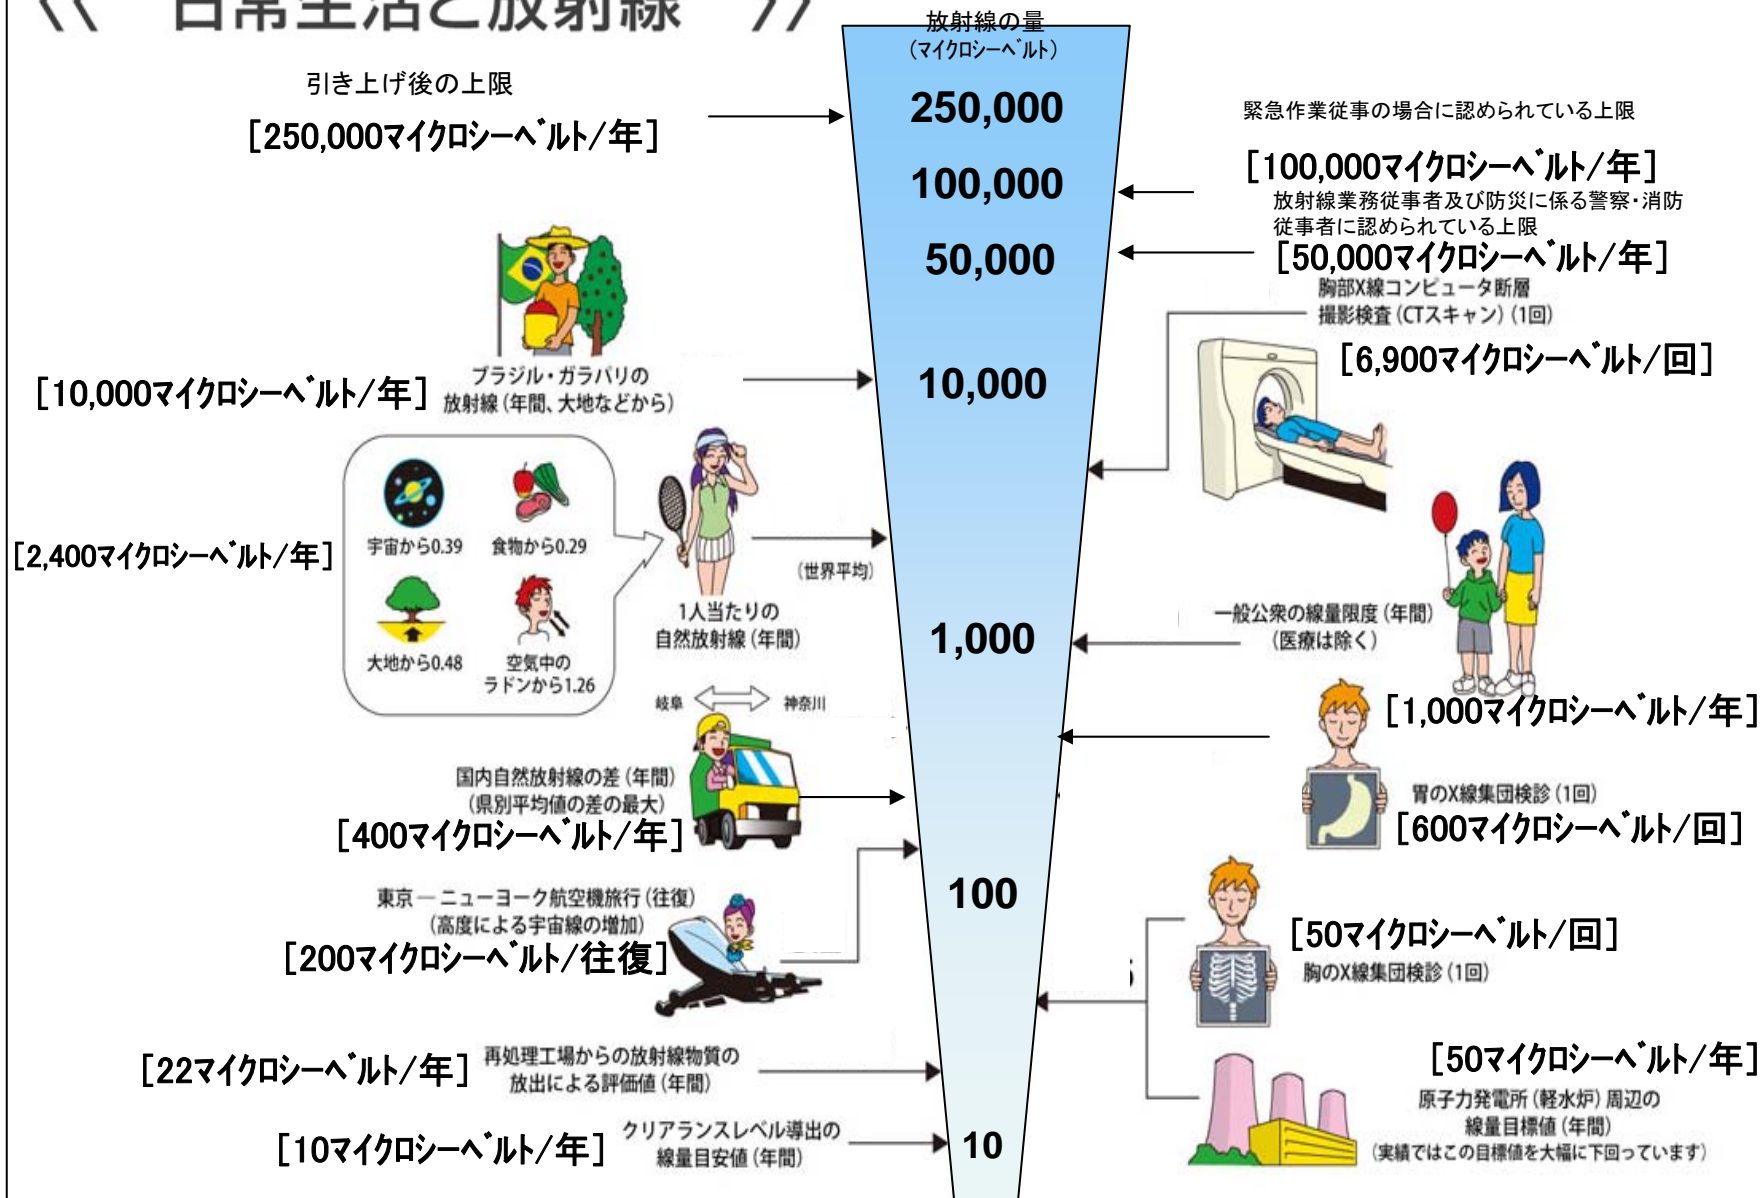 《 日常生活と放射線 》
放射線の量
(マイクロシーベルト)
引き上げ後の上限
[250,000マイクロシーベルト/年]
250,000
緊急作業従事の場合に認められている上限
[100,000マイクロシーベルト/年]
100,000
放射線業務従事者及び防災に係る警察・消防
従事者に認められている上限
[50,000マイクロシーベルト/年]
50,000
胸部X線コンピュータ断層
撮影検査(CTスキャン)(1回)
[6,900マイクロシーベルト/回]
ブラジル・ガラパリの
放射線(年間、大地などから)
[10,000マイクロシーベルト/年]
10,000
宇宙から0.39
食物から0.29
大地から0.48
空気中の
ラドンから1.26
[2,400マイクロシーベルト/年]
(世界平均)
1人当たりの
自然放射線(年間)
1,000
一般公衆の線量限度(年間)
(医療は除く)
[1,000マイクロシーベルト/年]
岐阜
神奈川
国内自然放射線の差(年間)
(県別平均値の差の最大)
[400マイクロシーベルト/年]
胃のX線集団検診(1回)
[600マイクロシーベルト/回]
東京―ニューヨーク航空機旅行(往復)
(高度による宇宙線の増加)
[200マイクロシーベルト/往復]
100
[50マイクロシーベルト/回]
胸のX線集団検診(1回)
[22マイクロシーベルト/年]
再処理工場からの放射線物質の
放出による評価値(年間)
[50マイクロシーベルト/年]
原子力発電所(軽水炉)周辺の
線量目標値(年間)
(実績ではこの目標値を大幅に下回っています)
[10マイクロシーベルト/年]
クリアランスレベル導出の
線量目安値(年間)
10